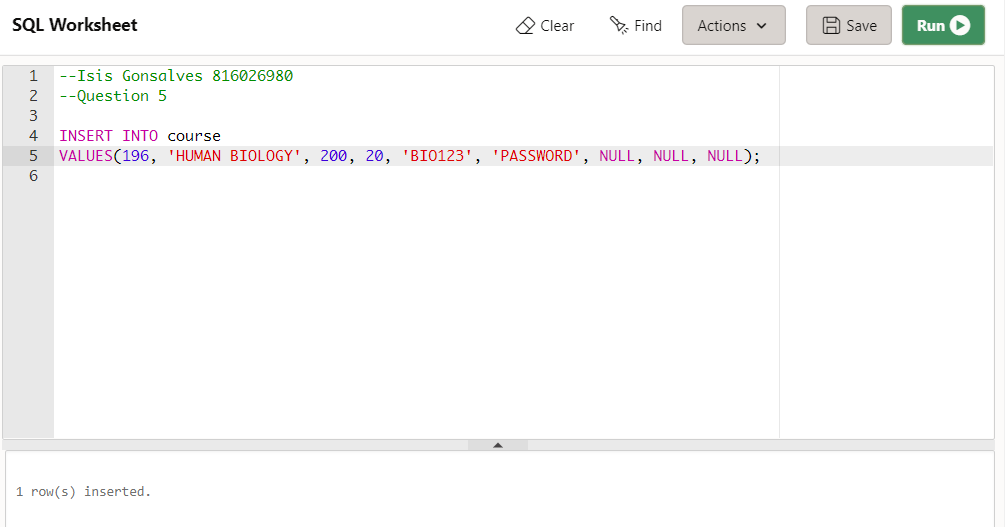 SQL Worksheet
Clear
Find
Actions
Save
Run
1 --Isis Gonsalves 816026980
2 --Question 5
3
4 INSERT INTO course
5 VALUES(196, 'HUMAN BIOLOGY', 200, 20, 'BIO123', 'PASSWORD', NULL, NULL, NULL);
6
1 row(s) inserted.